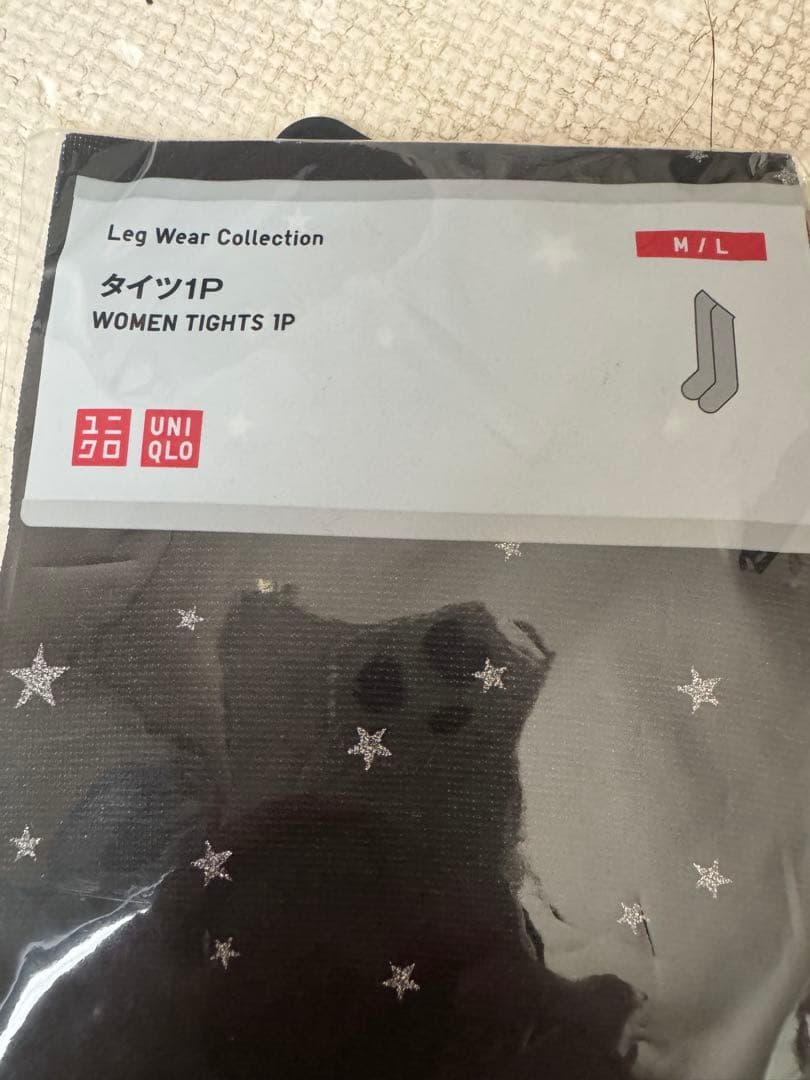 Leg Wear Collection
M / L
タイツ1P
WOMEN TIGHTS 1P
ユニ
クロ
UNI
QLO